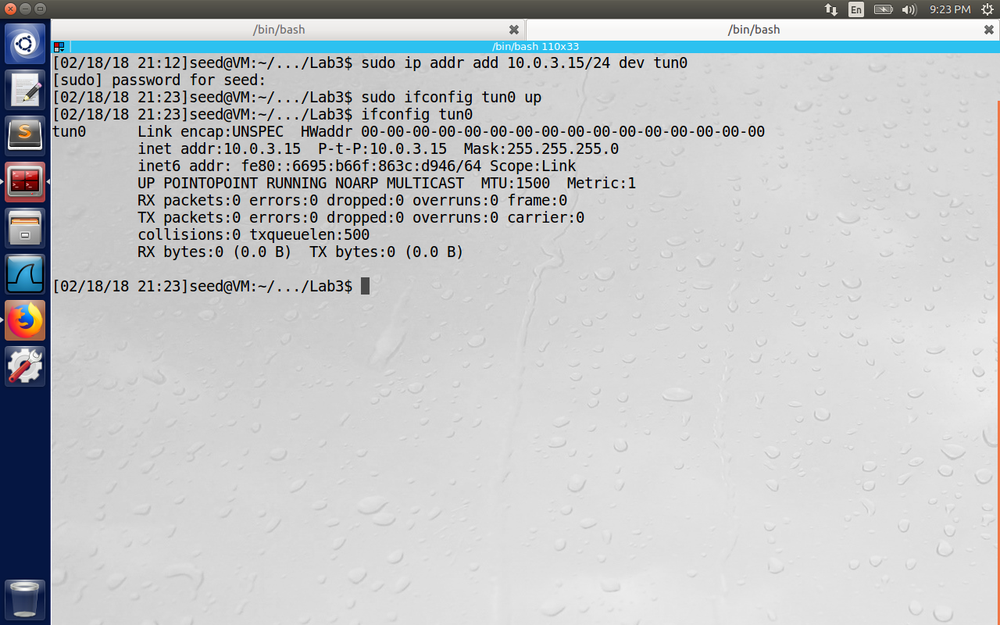 En 9:23 PM
/bin/bash /bin/bash
/bin/bash 110x33
[02/18/18 21:12]seed@VM:~/.../Lab3$ sudo ip addr add 10.0.3.15/24 dev tun0
[sudo] password for seed:
[02/18/18 21:23]seed@VM:~/.../Lab3$ sudo ifconfig tun0 up
[02/18/18 21:23]seed@VM:~/.../Lab3$ ifconfig tun0
tun0      Link encap:UNSPEC  HWaddr 00-00-00-00-00-00-00-00-00-00-00-00-00-00-00-00
          inet addr:10.0.3.15  P-t-P:10.0.3.15  Mask:255.255.255.0
          inet6 addr: fe80::6695:b66f:863c:d946/64 Scope:Link
          UP POINTOPOINT RUNNING NOARP MULTICAST  MTU:1500  Metric:1
          RX packets:0 errors:0 dropped:0 overruns:0 frame:0
          TX packets:0 errors:0 dropped:0 overruns:0 carrier:0
          collisions:0 txqueuelen:500
          RX bytes:0 (0.0 B)  TX bytes:0 (0.0 B)
[02/18/18 21:23]seed@VM:~/.../Lab3$